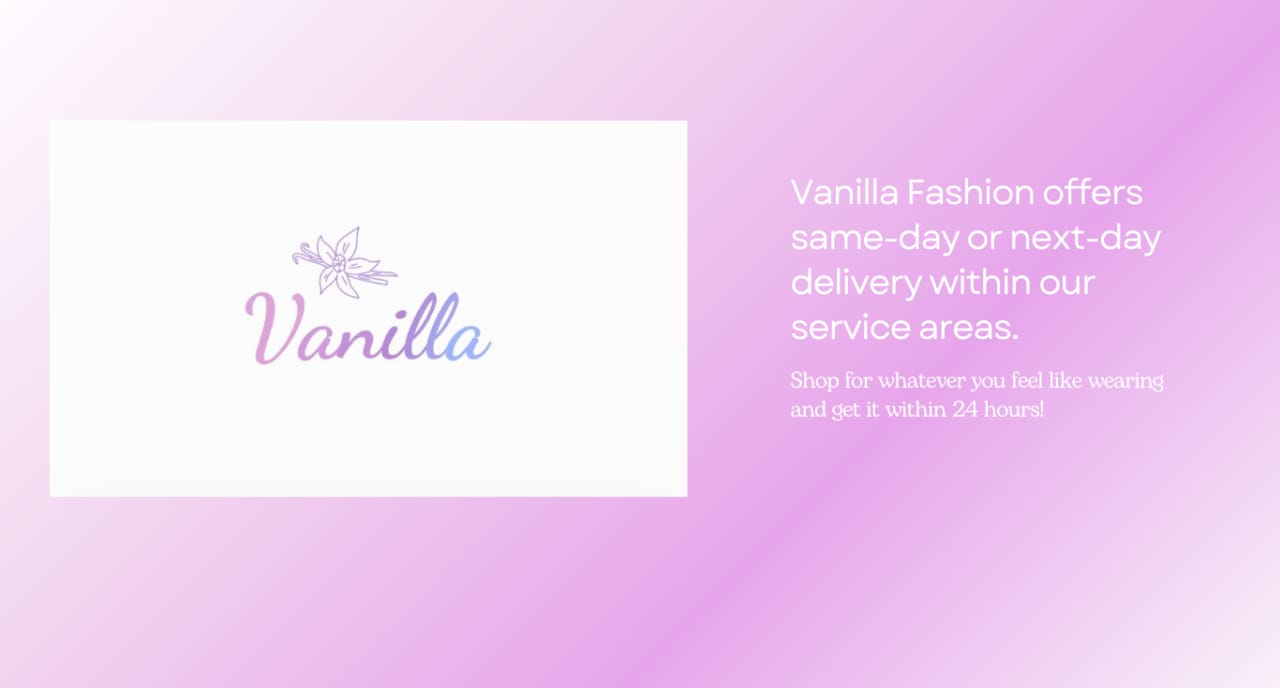 Vanilla
Vanilla Fashion offers
same-day or next-day
delivery within our
service areas.
Shop for whatever you feel like wearing
and get it within 24 hours!